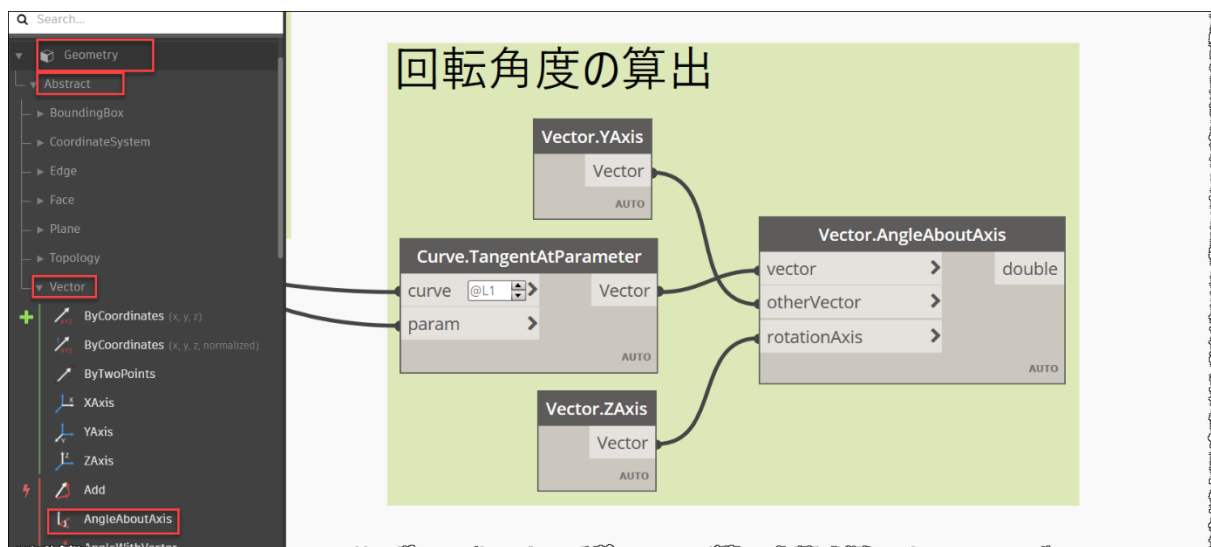 Search...
Geometry
Abstract
BoundingBox
CoordinateSystem
Edge
Face
Plane
Topology
Vector
ByCoordinates (x, y, z)
ByCoordinates (x, y, z, normalized)
ByTwoPoints
XAxis
YAxis
ZAxis
Add
AngleAboutAxis
AngleWithVector
回転角度の算出
Vector.YAxis
Vector
AUTO
Curve.TangentAtParameter
curve @L1 > Vector
param >
AUTO
Vector.ZAxis
Vector
AUTO
Vector.AngleAboutAxis
vector > double
otherVector >
rotationAxis >
AUTO